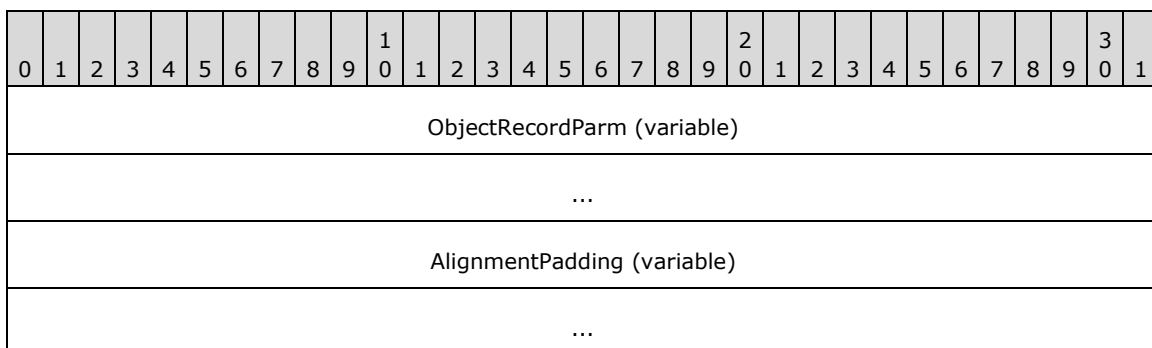 1 2 3
0 1 2 3 4 5 6 7 8 9 0 1 2 3 4 5 6 7 8 9 0 1 2 3 4 5 6 7 8 9 0 1
ObjectRecordParm (variable)
...
AlignmentPadding (variable)
...